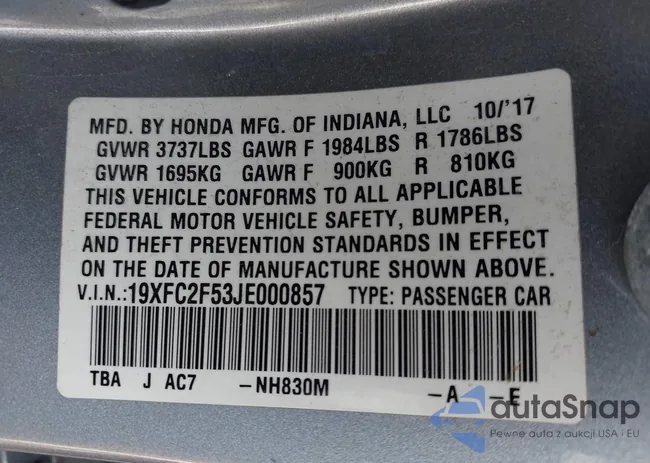 MFD. BY HONDA MFG. OF INDIANA, LLC 10/'17
GVWR 3737LBS GAWR F 1984LBS R 1786LBS
GVWR 1695KG GAWR F 900KG R 810KG
THIS VEHICLE CONFORMS TO ALL APPLICABLE
FEDERAL MOTOR VEHICLE SAFETY, BUMPER,
AND THEFT PREVENTION STANDARDS IN EFFECT
ON THE DATE OF MANUFACTURE SHOWN ABOVE.
V.I.N.:19XFC2F53JE000857 TYPE: PASSENGER CAR
TBA J AC7 -NH830M -A -E
autaSnap
Pewne auta z aukcji USA - EU